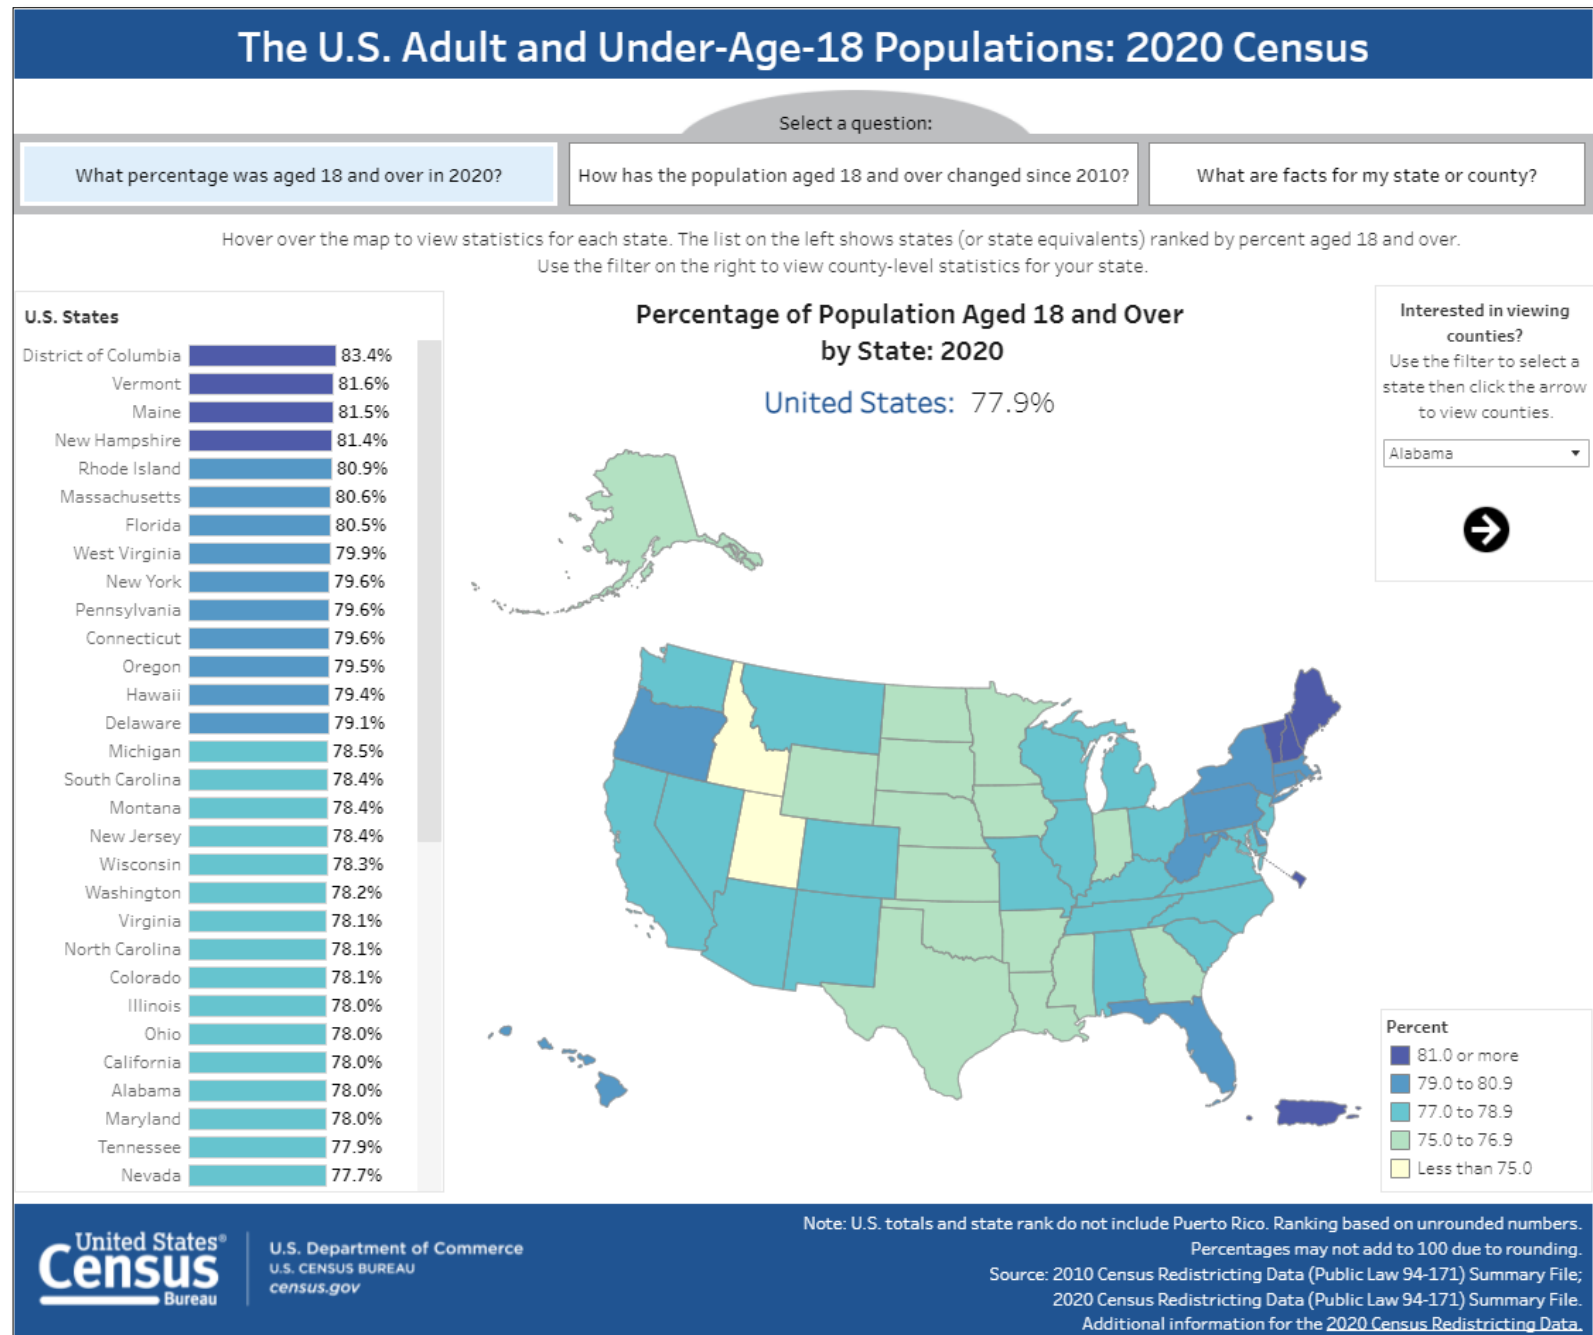 The U.S. Adult and Under-Age-18 Populations: 2020 Census
Select a question:
What percentage was aged 18 and over in 2020?
How has the population aged 18 and over changed since 2010?
What are facts for my state or county?
Hover over the map to view statistics for each state. The list on the left shows states (or state equivalents) ranked by percent aged 18 and over.
Use the filter on the right to view county-level statistics for your state.
U.S. States
District of Columbia 83.4%
Vermont 81.6%
Maine 81.5%
New Hampshire 81.4%
Rhode Island 80.9%
Massachusetts 80.6%
Florida 80.5%
West Virginia 79.9%
New York 79.6%
Pennsylvania 79.6%
Connecticut 79.6%
Oregon 79.5%
Hawaii 79.4%
Delaware 79.1%
Michigan 78.5%
South Carolina 78.4%
Montana 78.4%
New Jersey 78.4%
Wisconsin 78.3%
Washington 78.2%
Virginia 78.1%
North Carolina 78.1%
Colorado 78.1%
Illinois 78.0%
Ohio 78.0%
California 78.0%
Alabama 78.0%
Maryland 78.0%
Tennessee 77.9%
Nevada 77.7%
Percentage of Population Aged 18 and Over
by State: 2020
United States: 77.9%
Interested in viewing
counties?
Use the filter to select a
state then click the arrow
to view counties.
Alabama
Percent
81.0 or more
79.0 to 80.9
77.0 to 78.9
75.0 to 76.9
Less than 75.0
United States®
Census
Bureau
U.S. Department of Commerce
U.S. CENSUS BUREAU
census.gov
Note: U.S. totals and state rank do not include Puerto Rico. Ranking based on unrounded numbers.
Percentages may not add to 100 due to rounding.
Source: 2010 Census Redistricting Data (Public Law 94-171) Summary File;
2020 Census Redistricting Data (Public Law 94-171) Summary File.
Additional information for the 2020 Census Redistricting Data.